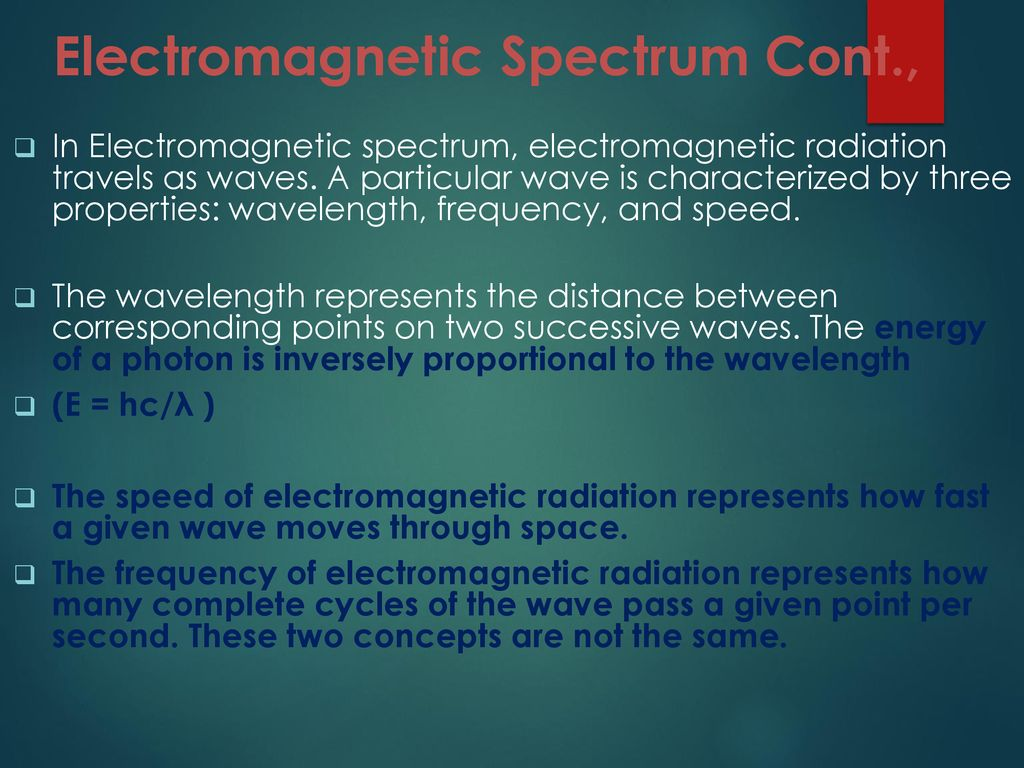 Electromagnetic Spectrum Cont.,
In Electromagnetic spectrum, electromagnetic radiation
travels as waves. A particular wave is characterized by three
properties: wavelength, frequency, and speed.
The wavelength represents the distance between
corresponding points on two successive waves. The energy
of a photon is inversely proportional to the wavelength
(E = hc/λ )
The speed of electromagnetic radiation represents how fast
a given wave moves through space.
The frequency of electromagnetic radiation represents how
many complete cycles of the wave pass a given point per
second. These two concepts are not the same.